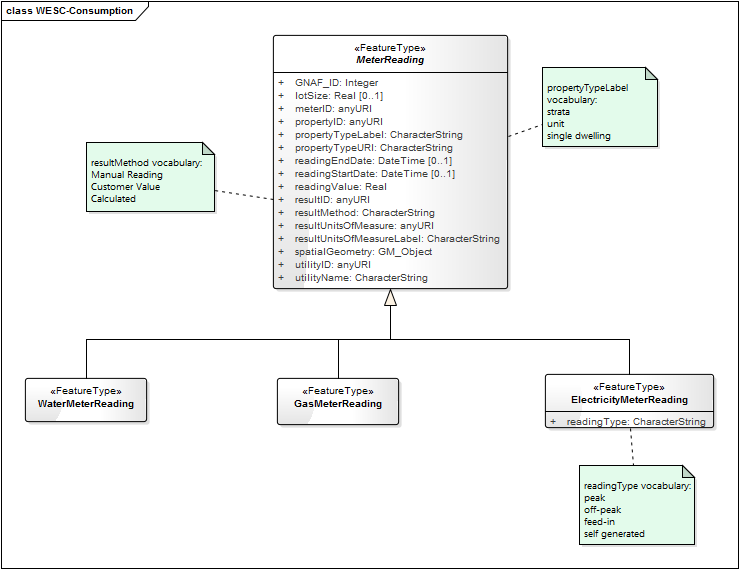 class WESC-Consumption
«FeatureType»
MeterReading
+ GNAF_ID: Integer
+ lotSize: Real [0..1]
+ meterID: anyURI
+ propertyID: anyURI
+ propertyTypeLabel: CharacterString
+ propertyTypeURI: CharacterString
+ readingEndDate: DateTime [0..1]
+ readingStartDate: DateTime [0..1]
+ readingValue: Real
+ resultID: anyURI
+ resultMethod: CharacterString
+ resultUnitsOfMeasure: anyURI
+ resultUnitsOfMeasureLabel: CharacterString
+ spatialGeometry: GM_Object
+ utilityID: anyURI
+ utilityName: CharacterString
propertyTypeLabel
vocabulary:
strata
unit
single dwelling
resultMethod vocabulary:
Manual Reading
Customer Value
Calculated
«FeatureType»
WaterMeterReading
«FeatureType»
GasMeterReading
«FeatureType»
ElectricityMeterReading
+ readingType: CharacterString
readingType vocabulary:
peak
off-peak
feed-in
self generated